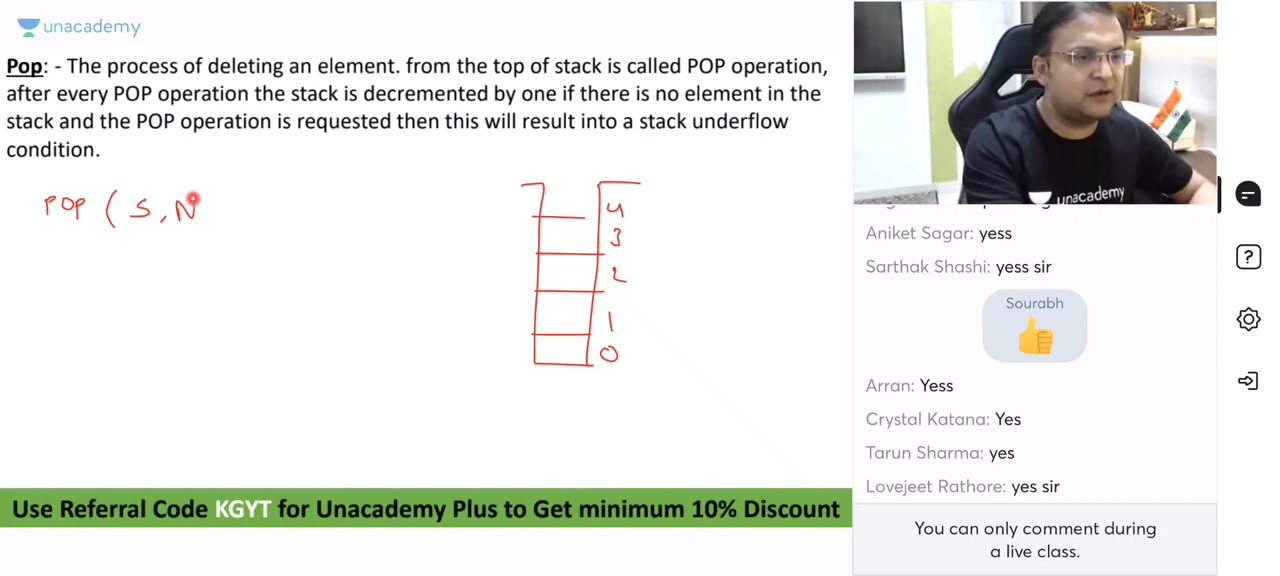 unacademy
Pop: - The process of deleting an element. from the top of stack is called POP operation,
after every POP operation the stack is decremented by one if there is no element in the
stack and the POP operation is requested then this will result into a stack underflow
condition.
POP ( S, N
4
3
2
1
0
Use Referral Code KGYT for Unacademy Plus to Get minimum 10% Discount
unacademy
Aniket Sagar: yess
Sarthak Shashi: yess sir
Sourabh
Arran: Yess
Crystal Katana: Yes
Tarun Sharma: yes
Lovejeet Rathore: yes sir
You can only comment during
a live class.
?